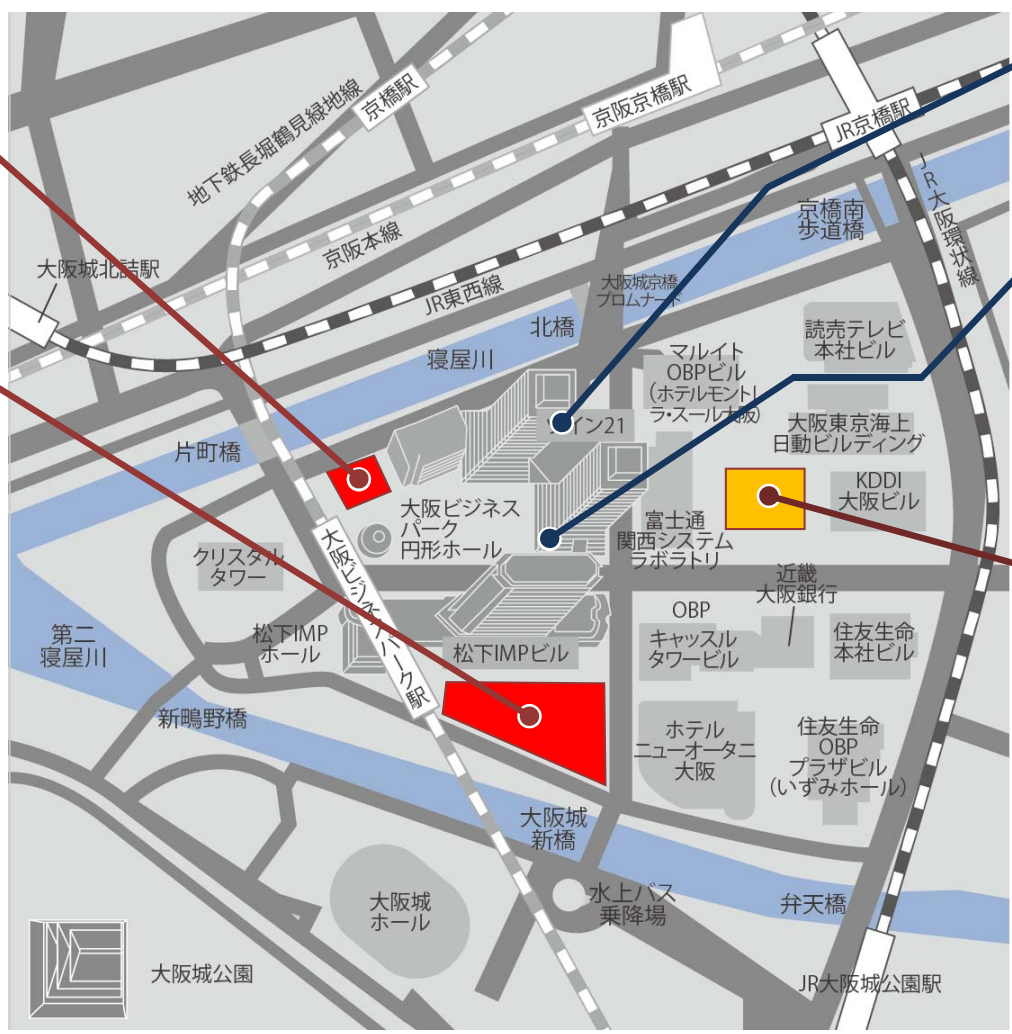 京橋駅
地下鉄長堀鶴見緑地線
京阪京橋駅
JR京橋駅
JR大阪環状線
京橋南
歩道橋
京阪本線
大阪城北詰駅
JR東西線
大阪城京橋
プロムナード
北橋
寝屋川
読売テレビ
本社ビル
マルイト
OBPビル
(ホテルモントレ
ラ・スール大阪)
ツイン21
大阪東京海上
日動ビルディング
片町橋
KDDI
大阪ビル
大阪ビジネス
パーク
円形ホール
富士通
関西システム
ラボラトリ
クリスタル
タワー
大阪ビジネスパーク駅
近畿
大阪銀行
OBP
キャッスル
タワービル
住友生命
本社ビル
第二
寝屋川
松下IMP
ホール
松下IMPビル
新鴫野橋
ホテル
ニューオータニ
大阪
住友生命
OBP
プラザビル
(いずみホール)
大阪城
新橋
大阪城
ホール
水上バス
乗降場
弁天橋
大阪城公園
JR大阪城公園駅